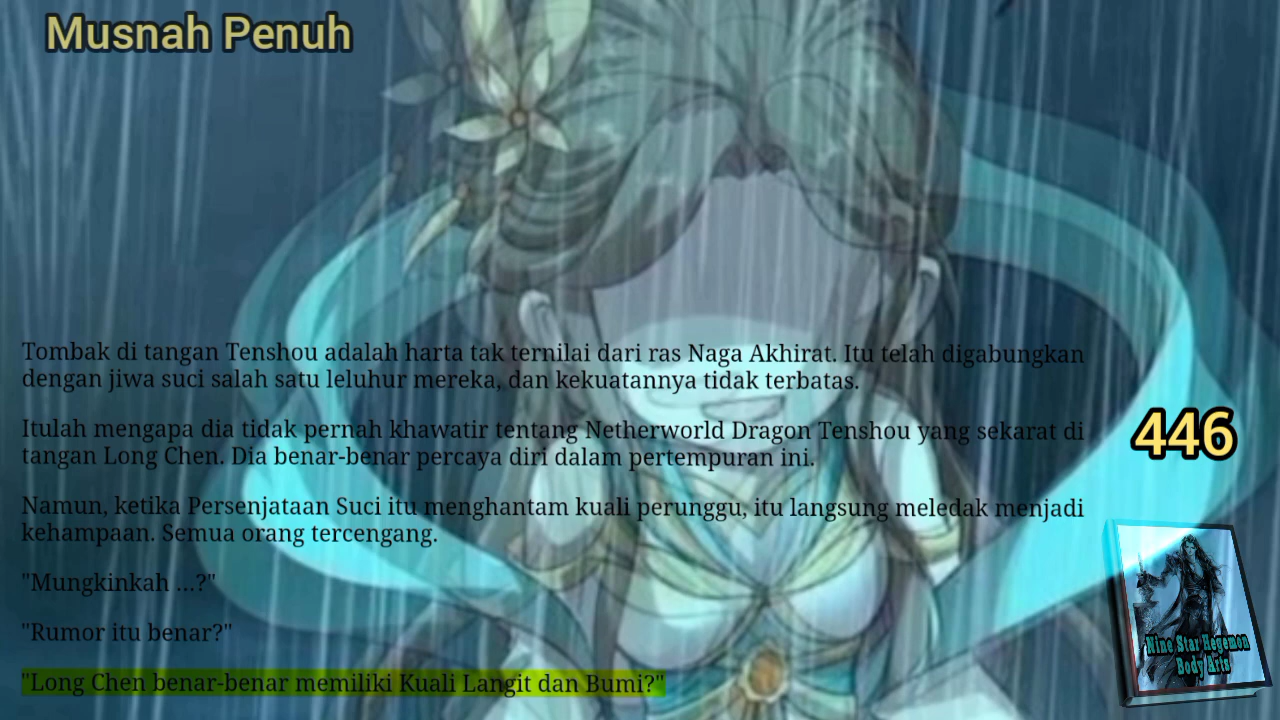 Musnah Penuh
Tombak di tangan Tenshou adalah harta tak ternilai dari ras Naga Akhirat. Itu telah digabungkan
dengan jiwa suci salah satu leluhur mereka, dan kekuatannya tidak terbatas.
Itulah mengapa dia tidak pernah khawatir tentang Netherworld Dragon Tenshou yang sekarat di
tangan Long Chen. Dia benar-benar percaya diri dalam pertempuran ini.
446
Namun, ketika Persenjataan Suci itu menghantam kuali perunggu, itu langsung meledak menjadi
kehampaan. Semua orang tercengang.
"Mungkinkah ...?"
"Rumor itu benar?"
"Long Chen benar-benar memiliki Kuali Langit dan Bumi?"
Nine Star Hegemon
Body Arts